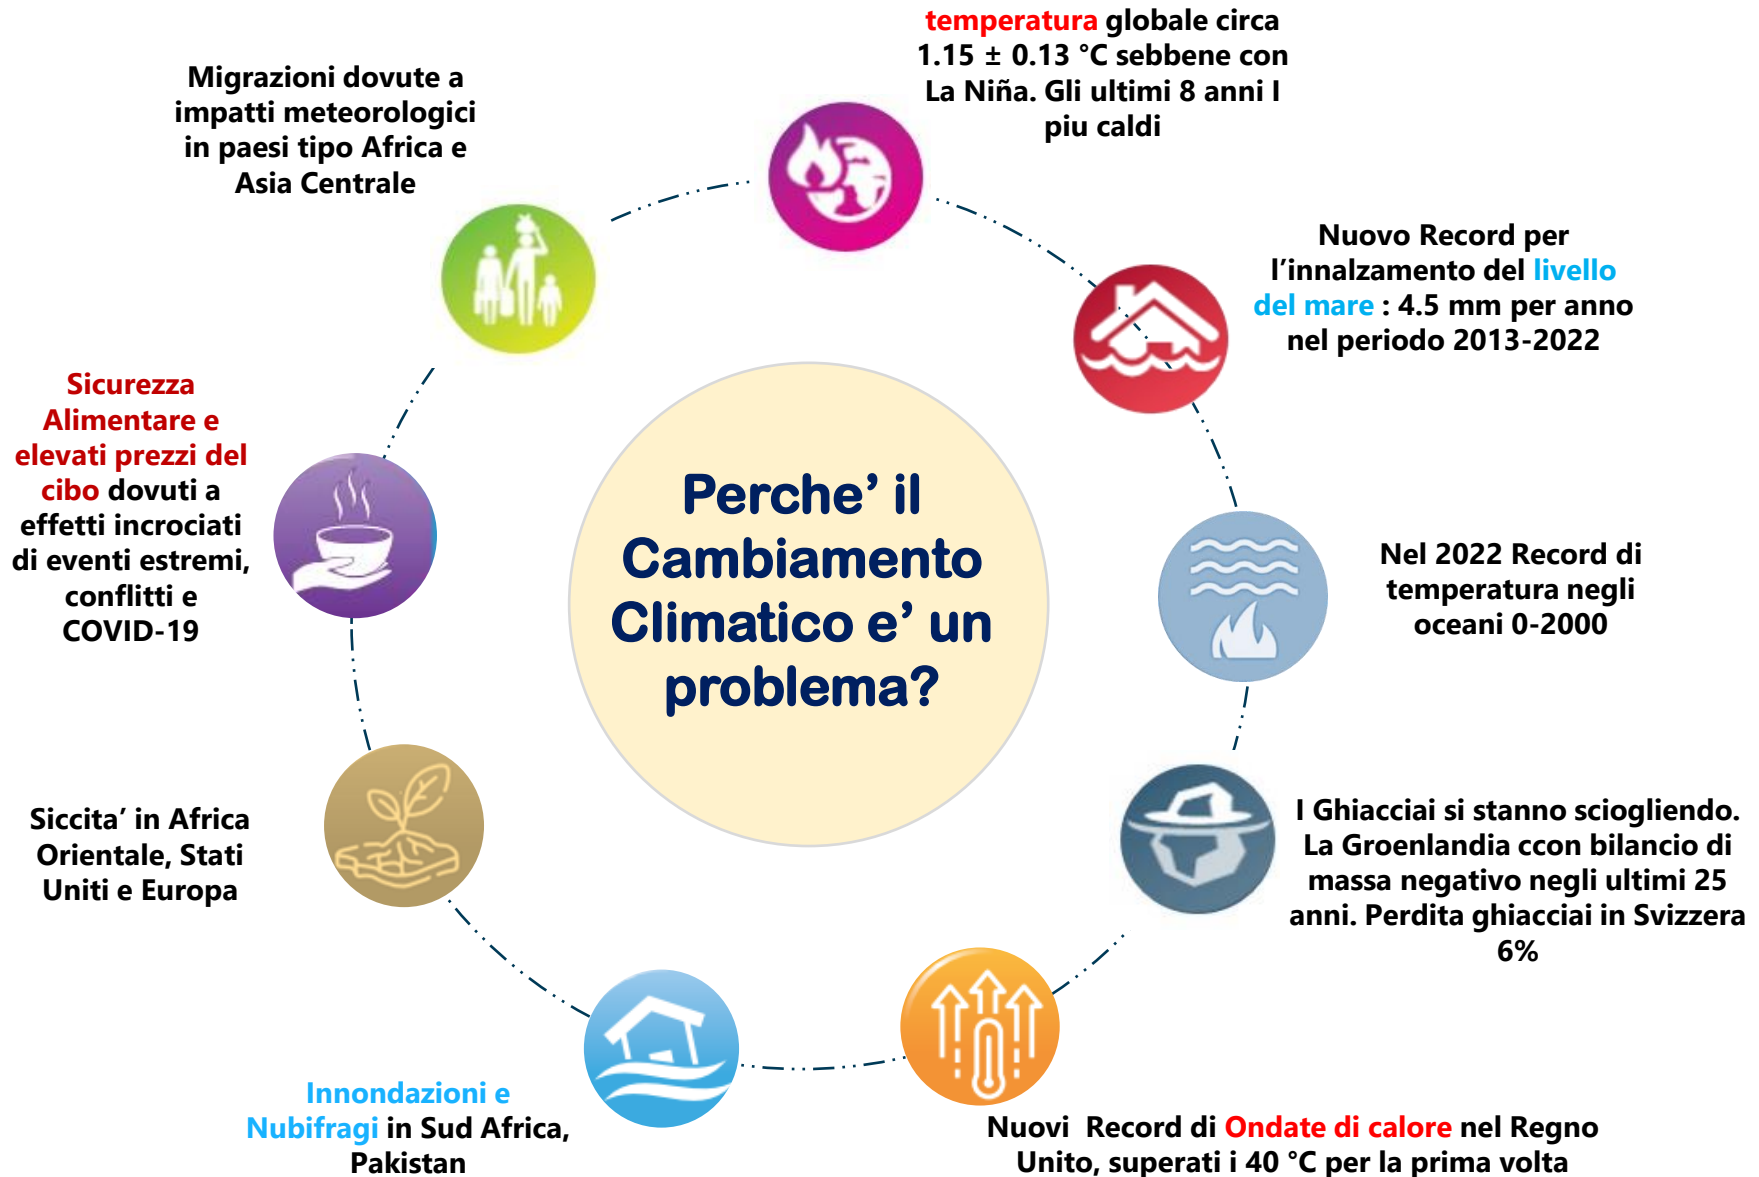 temperatura globale circa
1.15 ± 0.13 °C sebbene con
La Niña. Gli ultimi 8 anni I
piu caldi
Nuovo Record per
l’innalzamento del livello
del mare : 4.5 mm per anno
nel periodo 2013-2022
Nel 2022 Record di
temperatura negli
oceani 0-2000
I Ghiacciai si stanno sciogliendo.
La Groenlandia ccon bilancio di
massa negativo negli ultimi 25
anni. Perdita ghiacciai in Svizzera
6%
Nuovi  Record di Ondate di calore nel Regno
Unito, superati i 40 °C per la prima volta
Innondazioni e
Nubifragi in Sud Africa,
Pakistan
Siccita’ in Africa
Orientale, Stati
Uniti e Europa
Sicurezza
Alimentare e
elevati prezzi del
cibo dovuti a
effetti incrociati
di eventi estremi,
conflitti e
COVID-19
Migrazioni dovute a
impatti meteorologici
in paesi tipo Africa e
Asia Centrale
Perche’ il
Cambiamento
Climatico e’ un
problema?